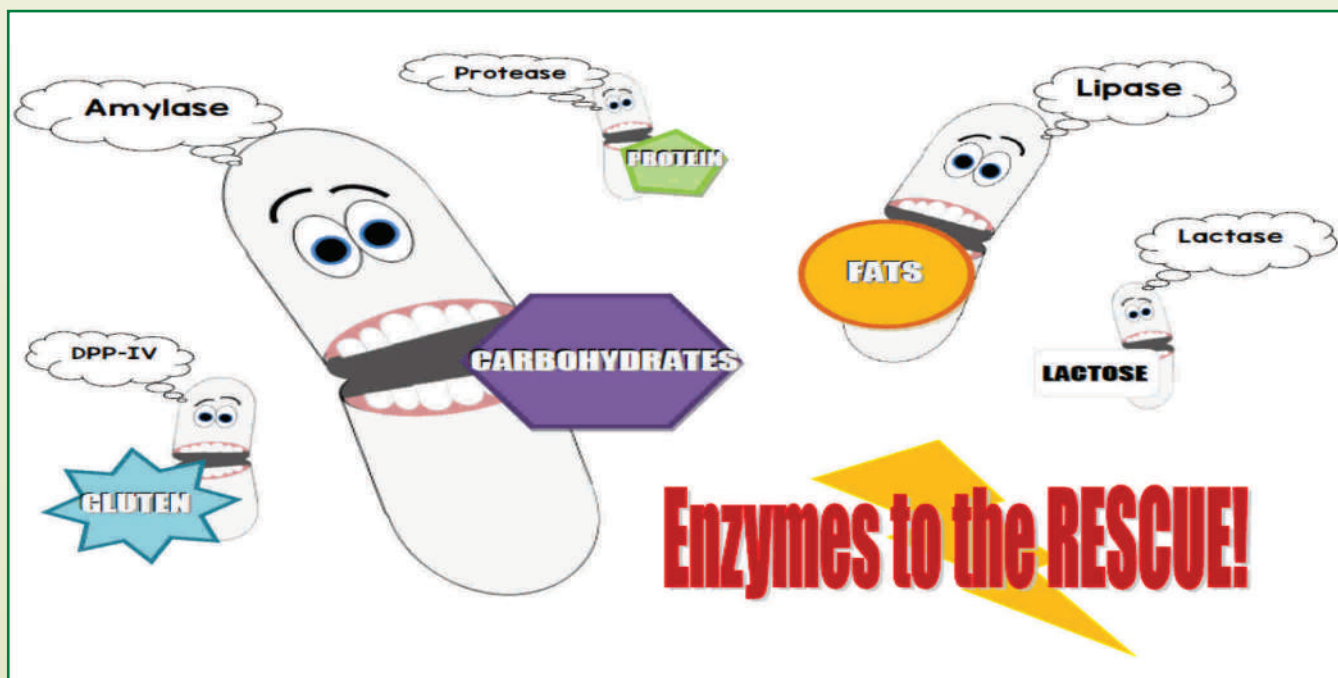 Amylase
Protease
PROTEIN
Lipase
FATS
Lactase
LACTOSE
CARBOHYDRATES
DPP-IV
GLUTEN
Enzymes to the RESCUE!